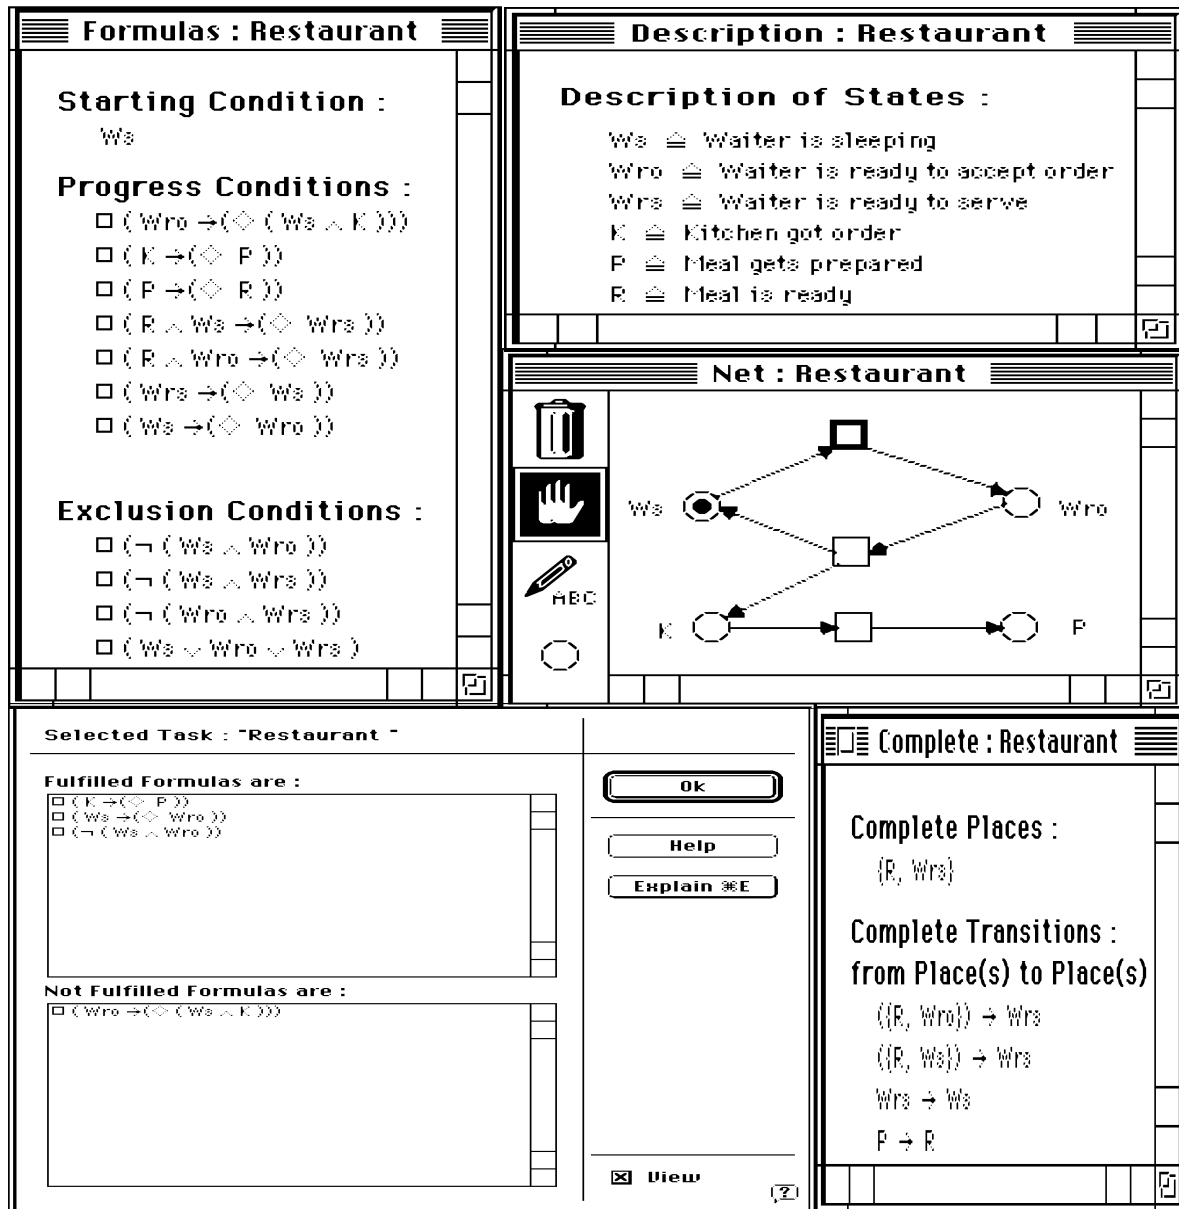 Formulas : Restaurant
Starting Condition :
Ws
Progress Conditions :
□ ( Wro →(◇ ( Ws ∧ K )))
□ ( K →(◇ P ))
□ ( P →(◇ R ))
□ ( R ∧ Ws →(◇ Wrs ))
□ ( R ∧ Wro →(◇ Wrs ))
□ ( Wrs →(◇ Ws ))
□ ( Ws →(◇ Wro ))
Exclusion Conditions :
□ (¬ ( Ws ∧ Wro ))
□ (¬ ( Ws ∧ Wrs ))
□ (¬ ( Wro ∧ Wrs ))
□ ( Ws ∨ Wro ∨ Wrs )
Description : Restaurant
Description of States :
Ws ≙ Waiter is sleeping
Wro ≙ Waiter is ready to accept order
Wrs ≙ Waiter is ready to serve
K ≙ Kitchen got order
P ≙ Meal gets prepared
R ≙ Meal is ready
Net : Restaurant
ABC
Ws
Wro
K
P
Selected Task : "Restaurant "
Fulfilled Formulas are :
□ ( K →(◇ P ))
□ ( Ws →(◇ Wro ))
□ (¬ ( Ws ∧ Wro ))
Not Fulfilled Formulas are :
□ ( Wro →(◇ ( Ws ∧ K )))
Ok
Help
Explain ⌘E
View
?
Complete : Restaurant
Complete Places :
{R, Wrs}
Complete Transitions :
from Place(s) to Place(s)
({R, Wro}) → Wrs
({R, Ws}) → Wrs
Wrs → Ws
P → R